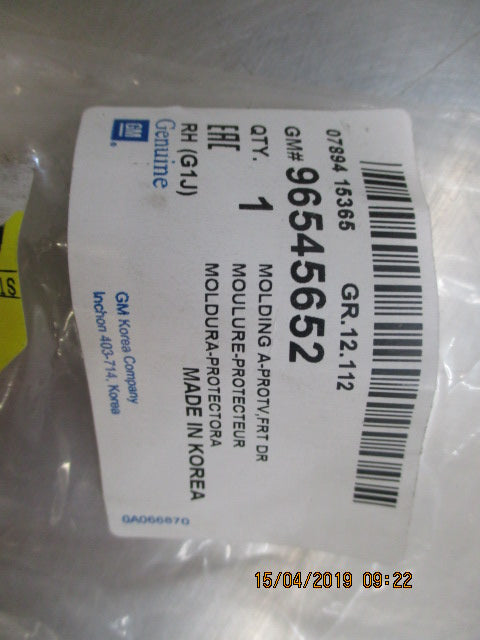 07894 15365 GR.12.112
GM# 96545652
QTY. 1 MOLDING A-PROTV,FRT DR
MOULURE-PROTECTEUR
EAC MOLDURA-PROTECTORA
RH (G1J) MADE IN KOREA
Genuine
GM
GM Korea Company
Inchon 403-714, Korea
GA066670
15/04/2019 09:22